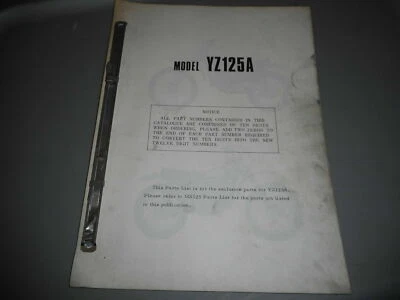 MODEL YZ125A
NOTICE
ALL PART NUMBERS CONTAINED IN THIS
CATALOGUE ARE COMPRISED OF TEN DIGITS
WHEN ORDERING, PLEASE ADD TWO ZEROS TO
THE END OF EACH PART NUMBER REQUIRED
TO CONVERT THE TEN DIGITS INTO THE NEW
TWELVE DIGIT NUMBERS
This Parts List is for the exclusive parts for YZ125A.
Please refer to MX125 Parts List for the parts not listed
in this publication.